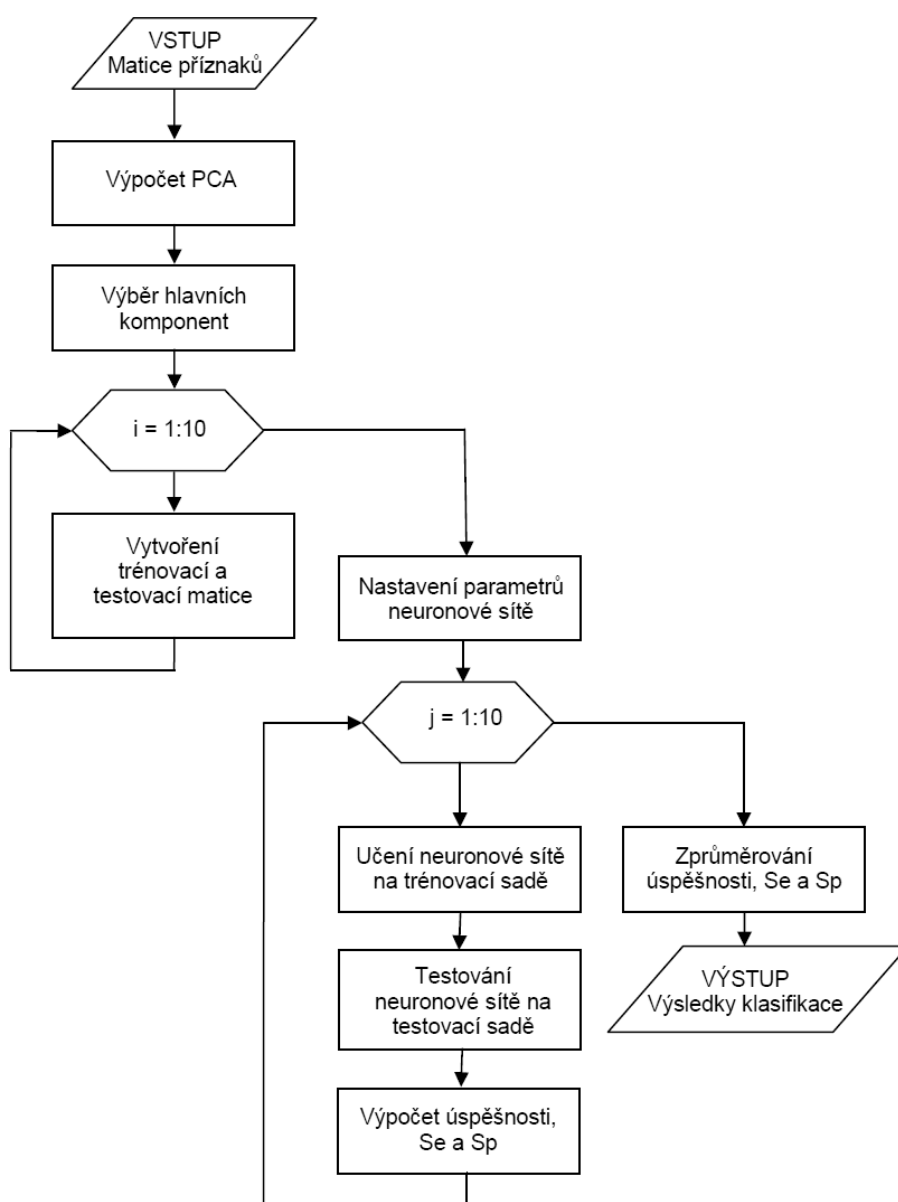 VSTUP
Matice příznaků
Výpočet PCA
Výběr hlavních
komponent
i = 1:10
Vytvoření
trénovací a
testovací matice
Nastavení parametrů
neuronové sítě
j = 1:10
Učení neuronové sítě
na trénovací sadě
Zprůměrování
úspěšnosti, Se a Sp
Testování
neuronové sítě na
testovací sadě
VÝSTUP
Výsledky klasifikace
Výpočet úspěšnosti,
Se a Sp